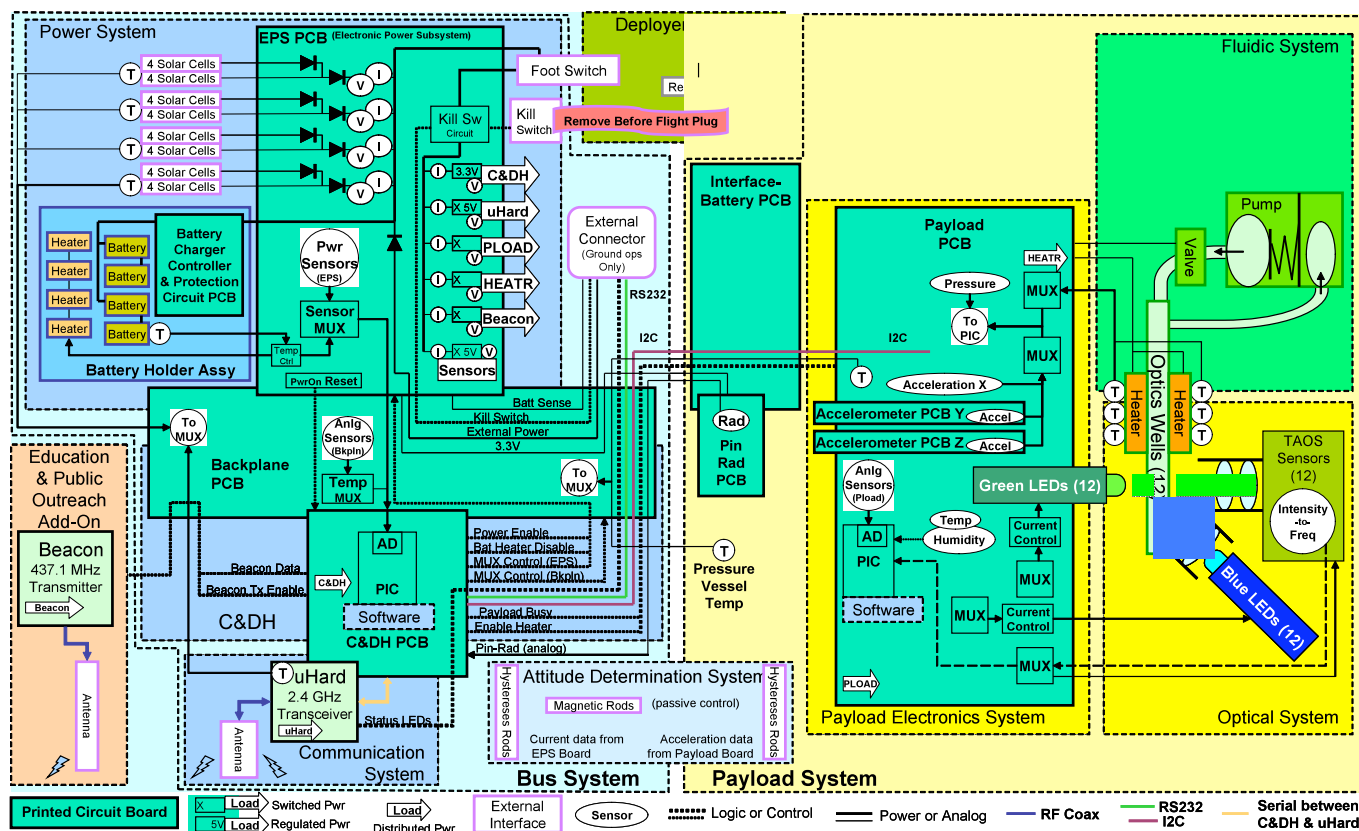 Power System
EPS PCB (Electronic Power Subsystem)
Deployer
Fluidic System
T
4 Solar Cells
4 Solar Cells
I
V
Foot Switch
Re
T
4 Solar Cells
4 Solar Cells
I
V
Kill Sw
Circuit
Kill
Switch
Remove Before Flight Plug
T
4 Solar Cells
4 Solar Cells
I
V
T
4 Solar Cells
4 Solar Cells
I
V
I
3.3V
V
C&DH
I
X 5V
V
uHard
I
X
V
PLOAD
I
X
V
HEATR
I
X
V
Beacon
I
X 5V
V
Sensors
Interface-
Battery PCB
External
Connector
(Ground ops
Only)
RS232
I2C
Heater
Heater
Heater
Heater
Battery
Battery
Battery
Battery
T
Battery
Charger
Controller
& Protection
Circuit PCB
Battery Holder Assy
Pwr
Sensors
(EPS)
Sensor
MUX
Temp
Ctrl
PwrOn Reset
Payload
PCB
HEATR
MUX
Pressure
To
PIC
MUX
I2C
T
Acceleration X
Accelerometer PCB Y
Accel
Accelerometer PCB Z
Accel
Pump
Valve
Optics Wells (12)
Heater
Heater
T
T
T
T
T
T
Batt Sense
Kill Switch
External Power
3.3V
Rad
Pin
Rad
PCB
To
MUX
Anlg
Sensors
(Bkpln)
Temp
MUX
To
MUX
Backplane
PCB
Education
& Public
Outreach
Add-On
Beacon
437.1 MHz
Transmitter
Beacon
Antenna
Beacon Data
Beacon Tx Enable
C&DH
C&DH
AD
PIC
Software
C&DH PCB
Power Enable
Bat Heater Disable
MUX Control (EPS)
MUX Control (Bkpln)
Payload Busy
Enable Heater
Pin-Rad (analog)
T
Pressure
Vessel
Temp
Anlg
Sensors
(Pload)
AD
PIC
Software
Temp
Humidity
Green LEDs (12)
Current
Control
MUX
MUX
Current
Control
MUX
PLOAD
Payload Electronics System
TAOS
Sensors
(12)
Intensity
-to-
Freq
Blue LEDs (12)
Optical System
T
uHard
2.4 GHz
Transceiver
uHard
Antenna
Status LEDs
Communication
System
Attitude Determination System
Hystereses Rods
Magnetic Rods
(passive control)
Hystereses Rods
Current data from
EPS Board
Acceleration data
from Payload Board
Bus System
Payload System
Printed Circuit Board
X
Load
Switched Pwr
5V
Load
Regulated Pwr
Load
Distributed Pwr
External
Interface
Sensor
Logic or Control
Power or Analog
RF Coax
RS232
I2C
Serial between
C&DH & uHard